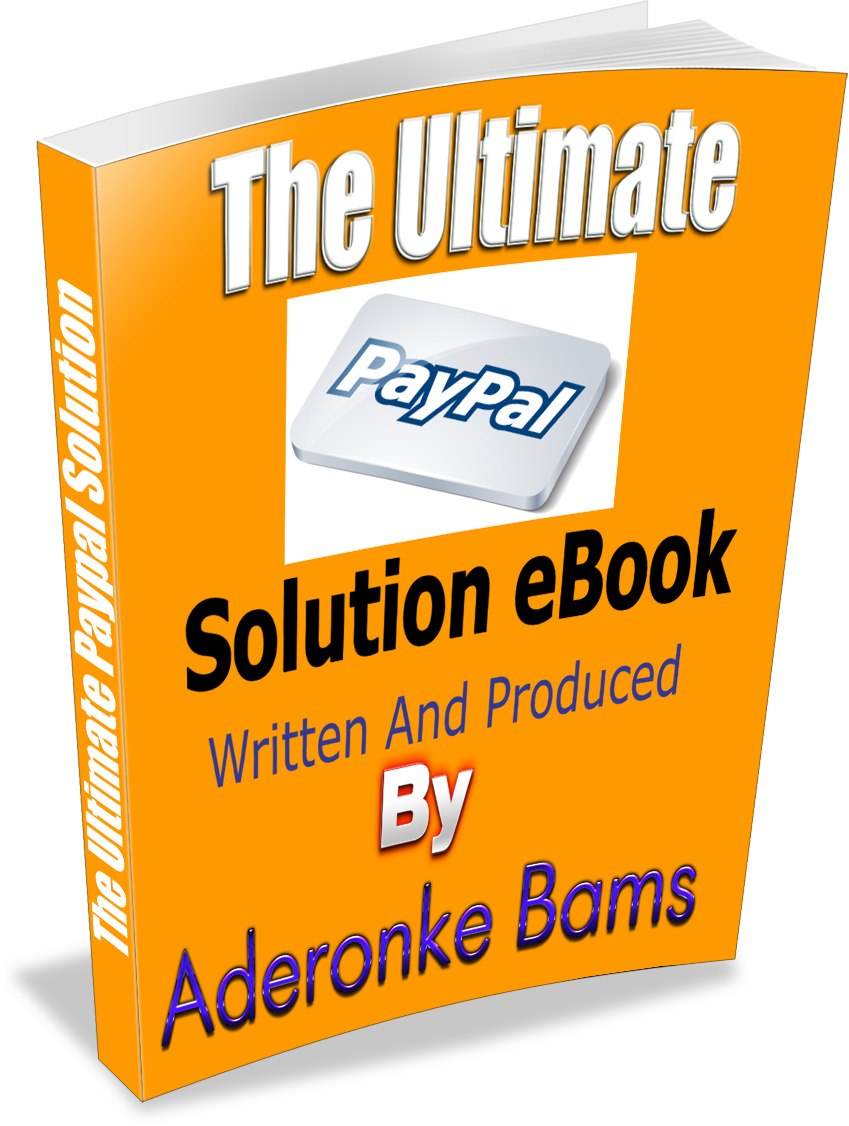 The Ultimate
PayPal
Solution eBook
Written And Produced
By
Aderonke Bams
The Ultimate Paypal Solution